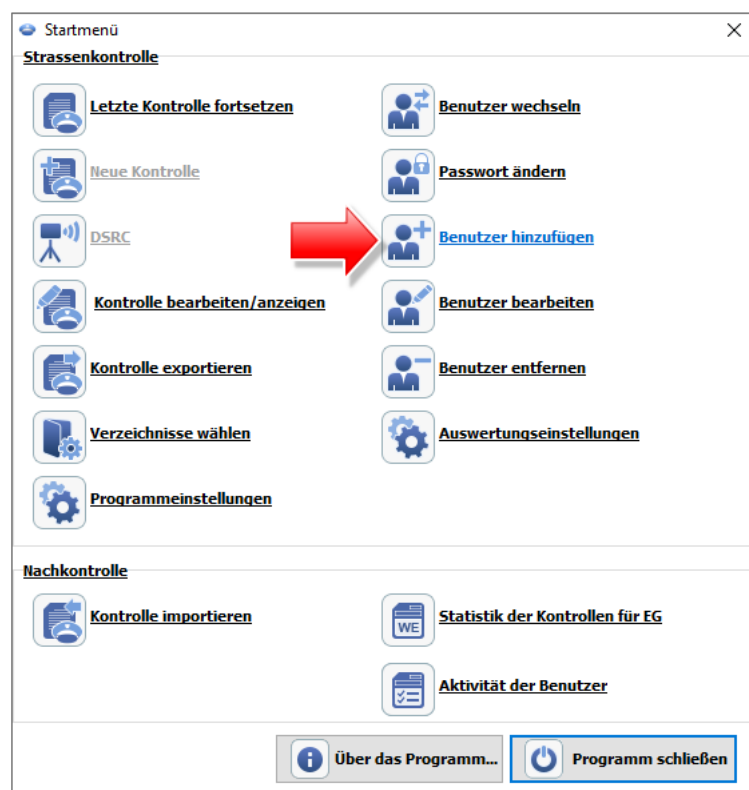 Startmenü
Strassenkontrolle
Letzte Kontrolle fortsetzen
Benutzer wechseln
Neue Kontrolle
Passwort ändern
DSRC
Benutzer hinzufügen
Kontrolle bearbeiten/anzeigen
Benutzer bearbeiten
Kontrolle exportieren
Benutzer entfernen
Verzeichnisse wählen
Auswertungseinstellungen
Programmeinstellungen
Nachkontrolle
Kontrolle importieren
WE
Statistik der Kontrollen für EG
Aktivität der Benutzer
Über das Programm...
Programm schließen